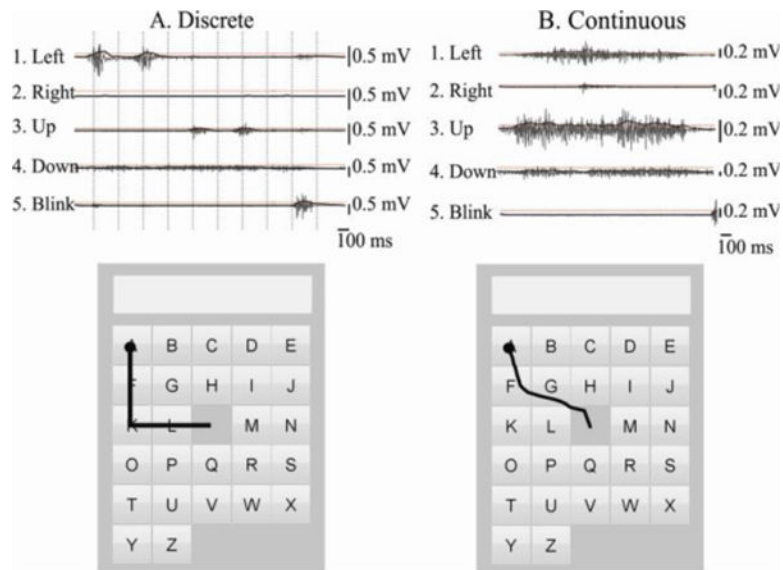 A. Discrete
1. Left
0.5 mV
2. Right
0.5 mV
3. Up
0.5 mV
4. Down
0.5 mV
5. Blink
0.5 mV
100 ms
A B C D E
F G H I J
K L M N
O P Q R S
T U V W X
Y Z
B. Continuous
1. Left
0.2 mV
2. Right
0.2 mV
3. Up
0.2 mV
4. Down
0.2 mV
5. Blink
0.2 mV
100 ms
A B C D E
F G H I J
K L M N
O P Q R S
T U V W X
Y Z